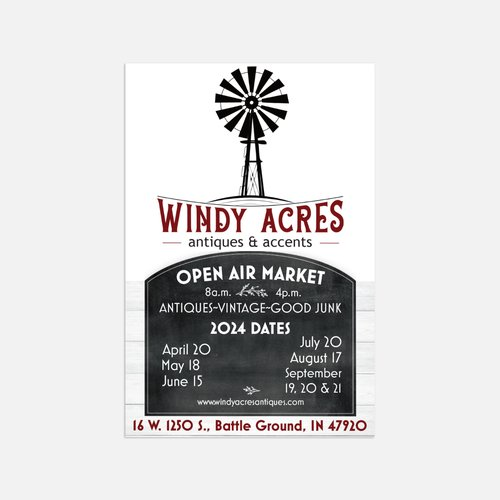 WINDY ACRES
antiques & accents
OPEN AIR MARKET
8a.m. 4p.m.
ANTIQUES-VINTAGE-GOOD JUNK
2024 DATES
April 20
May 18
June 15
July 20
August 17
September
19, 20 & 21
www.windyacresantiques.com
16 W. 1250 S., Battle Ground, IN 47920